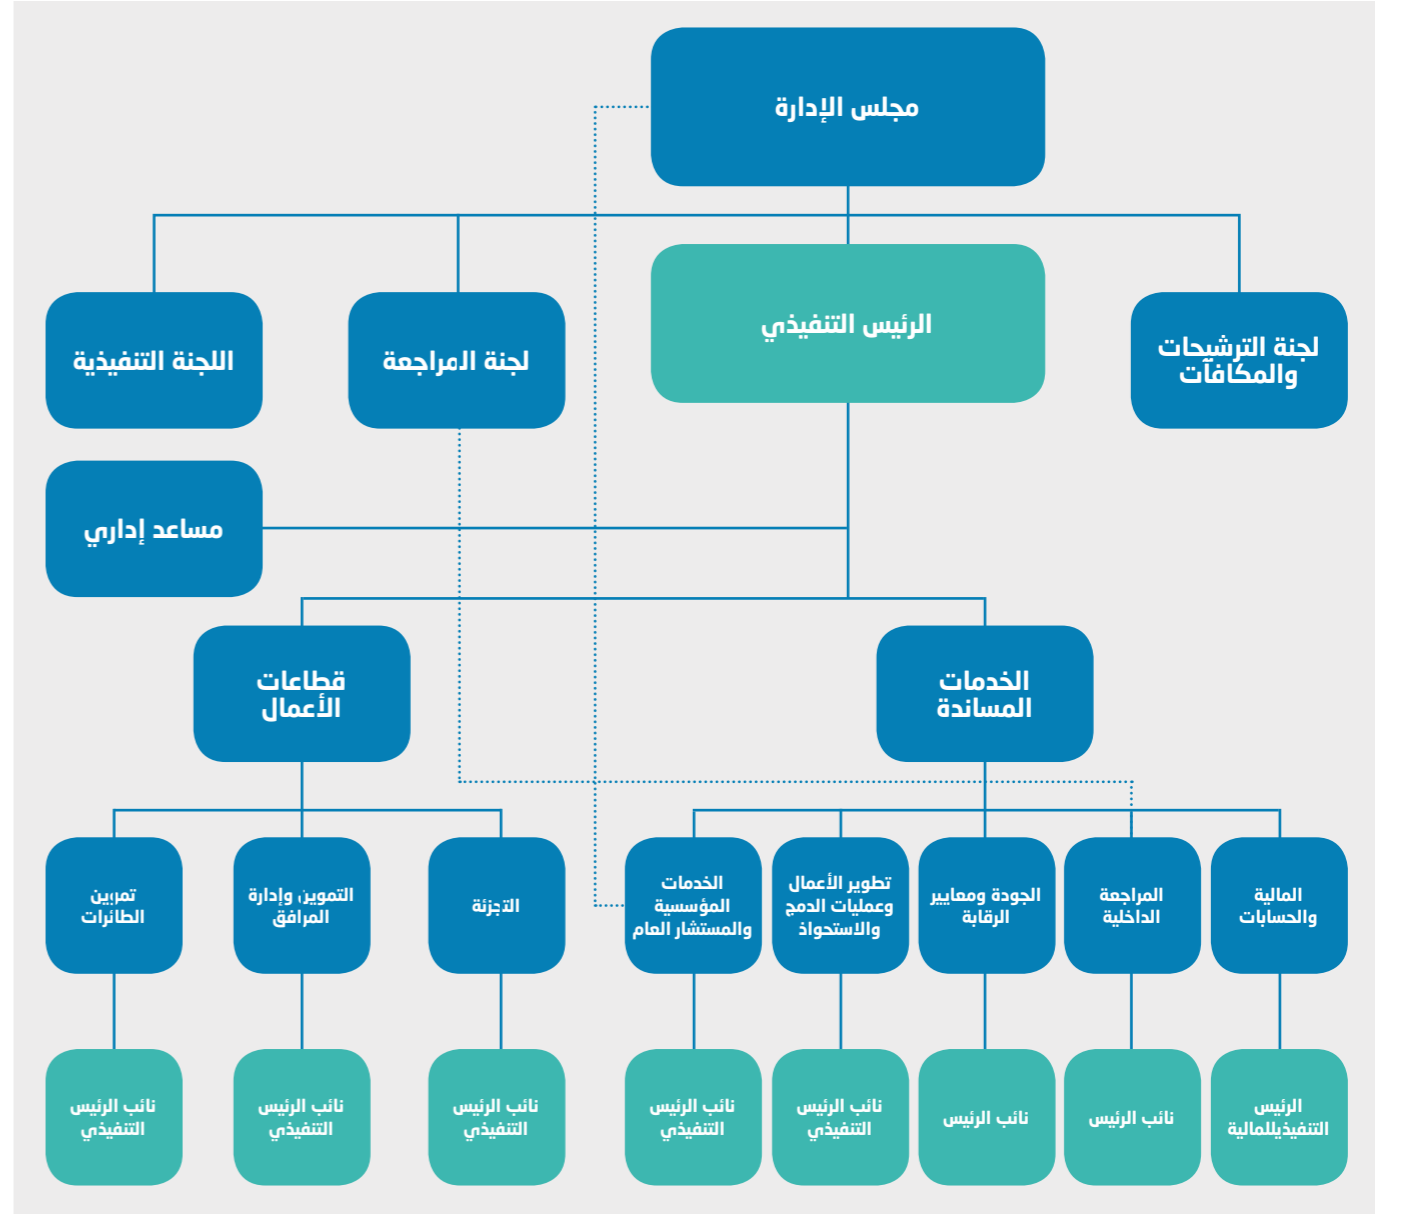 مجلس الإدارة
الرئيس التنفيذي
لجنة الترشيحات
والمكافآت
لجنة المراجعة
اللجنة التنفيذية
مساعد إداري
الخدمات
المساندة
قطاعات
الأعمال
المالية
والحسابات
المراجعة
الداخلية
الجودة ومعايير
الرقابة
تطوير الأعمال
وعمليات الدمج
والاستحواذ
الخدمات
المؤسسية
والمستشار العام
التجزئة
التموين وإدارة
المرافق
تموين
الطائرات
الرئيس
التنفيذيللمالية
نائب الرئيس
نائب الرئيس
نائب الرئيس
التنفيذي
نائب الرئيس
التنفيذي
نائب الرئيس
التنفيذي
نائب الرئيس
التنفيذي
نائب الرئيس
التنفيذي